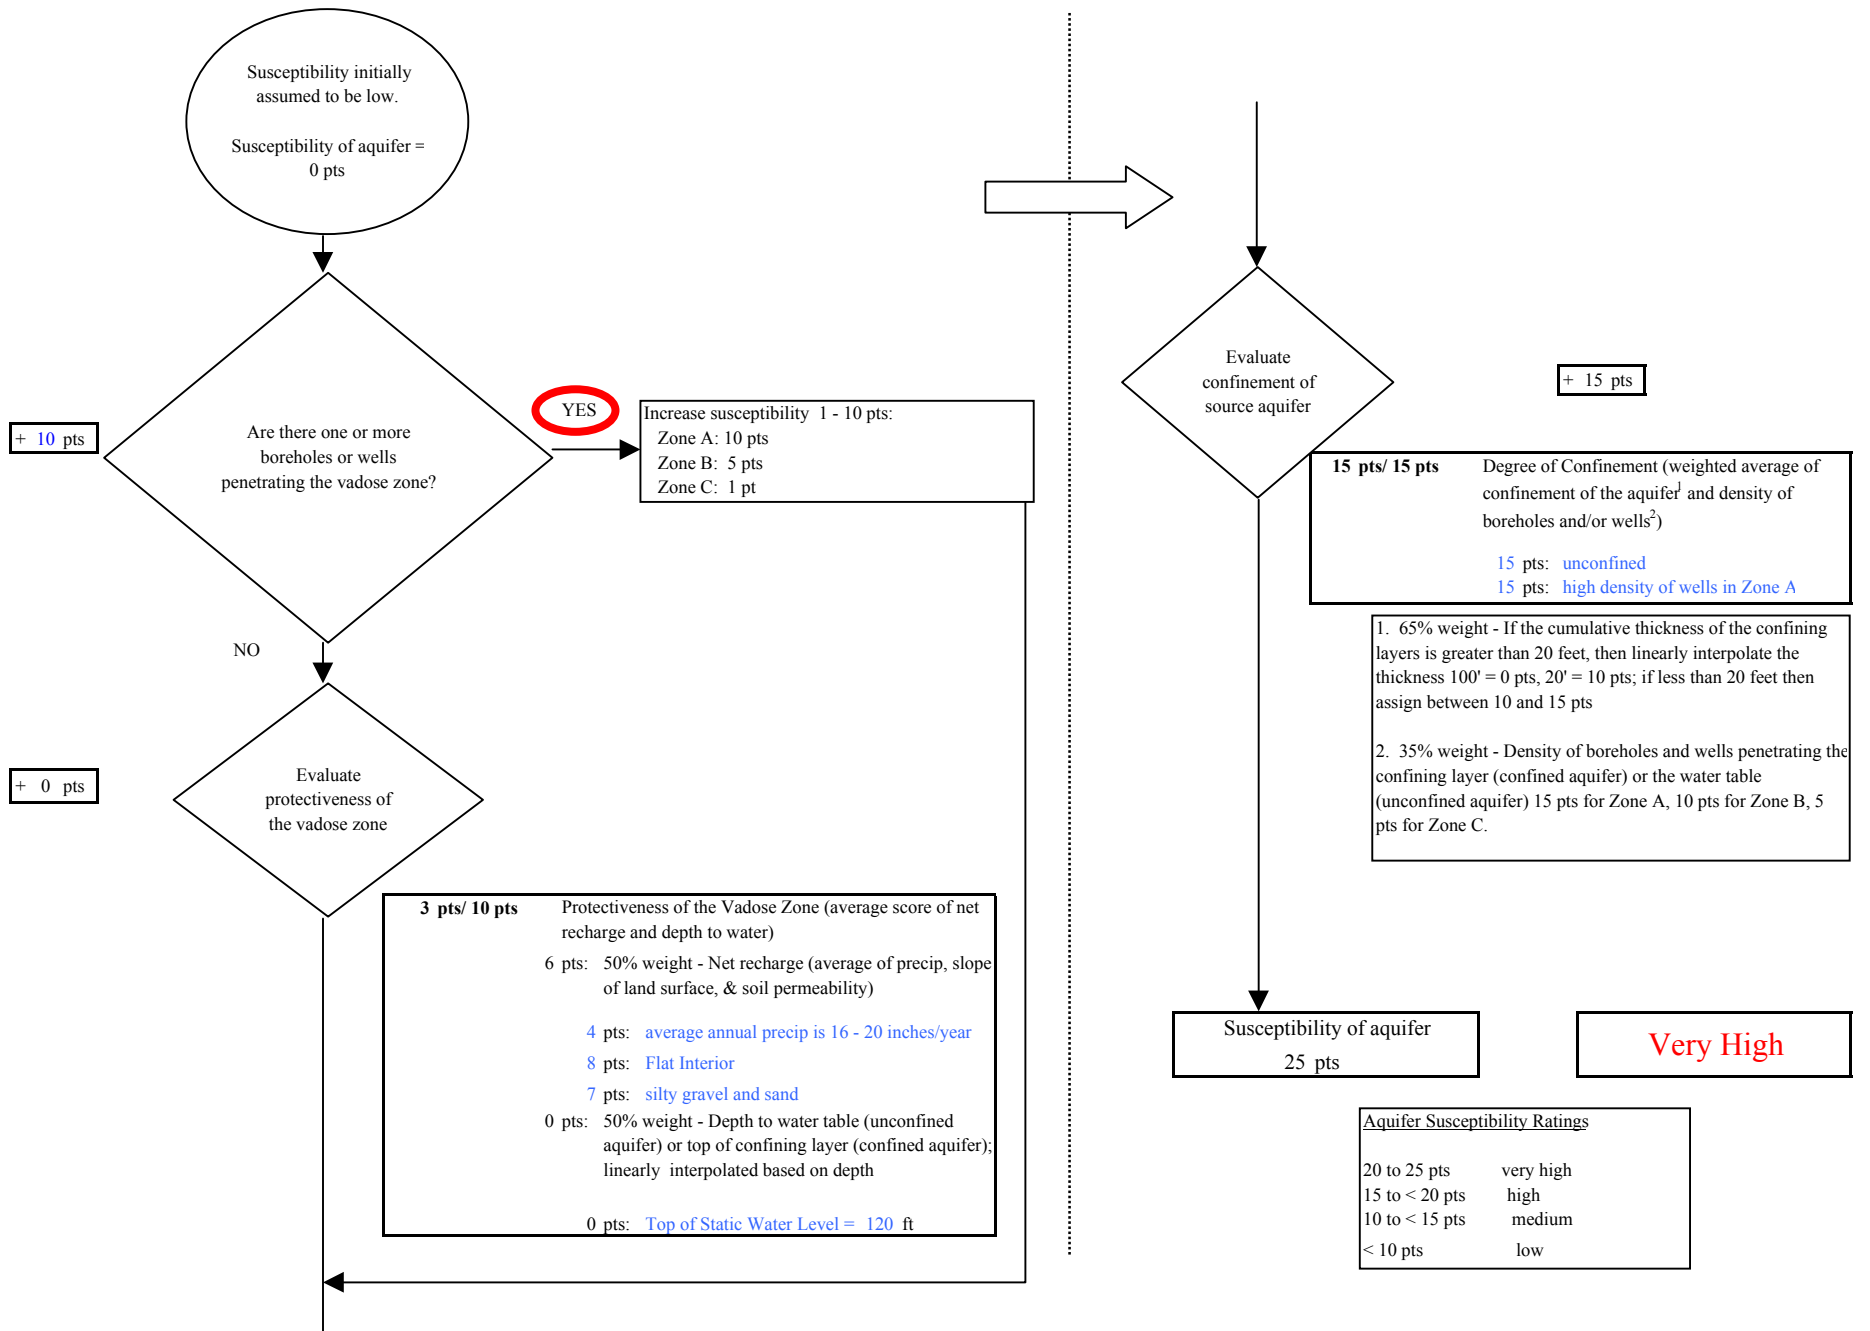 Susceptibility initially
assumed to be low.
Susceptibility of aquifer =
0 pts
+ 10 pts
Are there one or more
boreholes or wells
penetrating the vadose zone?
YES
Increase susceptibility 1 - 10 pts:
Zone A: 10 pts
Zone B: 5 pts
Zone C: 1 pt
NO
+ 0 pts
Evaluate
protectiveness of
the vadose zone
3 pts/ 10 pts Protectiveness of the Vadose Zone (average score of net
recharge and depth to water)
6 pts: 50% weight - Net recharge (average of precip, slope
of land surface, & soil permeability)
4 pts: average annual precip is 16 - 20 inches/year
8 pts: Flat Interior
7 pts: silty gravel and sand
0 pts: 50% weight - Depth to water table (unconfined
aquifer) or top of confining layer (confined aquifer);
linearly interpolated based on depth
0 pts: Top of Static Water Level = 120 ft
Evaluate
confinement of
source aquifer
+ 15 pts
15 pts/ 15 pts Degree of Confinement (weighted average of
confinement of the aquifer1 and density of
boreholes and/or wells2)
15 pts: unconfined
15 pts: high density of wells in Zone A
1. 65% weight - If the cumulative thickness of the confining
layers is greater than 20 feet, then linearly interpolate the
thickness 100' = 0 pts, 20' = 10 pts; if less than 20 feet then
assign between 10 and 15 pts
2. 35% weight - Density of boreholes and wells penetrating the
confining layer (confined aquifer) or the water table
(unconfined aquifer) 15 pts for Zone A, 10 pts for Zone B, 5
pts for Zone C.
Susceptibility of aquifer
25 pts
Very High
Aquifer Susceptibility Ratings
20 to 25 pts very high
15 to < 20 pts high
10 to < 15 pts medium
< 10 pts low